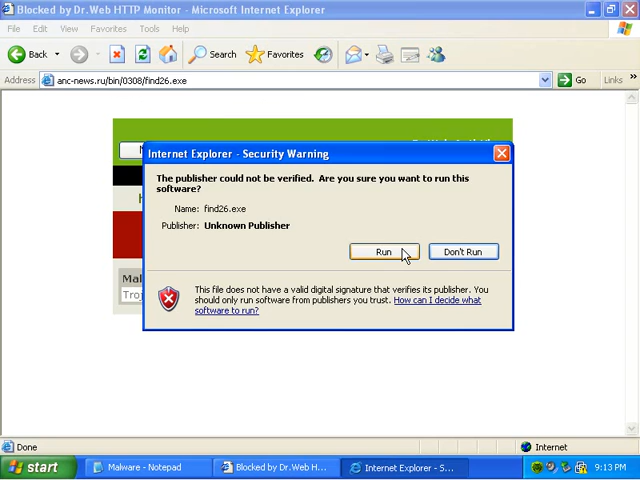 Blocked by Dr.Web HTTP Monitor - Microsoft Internet Explorer
File Edit View Favorites Tools Help
Back Search Favorites
Address anc-news.ru/bin/0308/find26.exe Go Links »
Internet Explorer - Security Warning
The publisher could not be verified. Are you sure you want to run this
software?
Name: find26.exe
Publisher: Unknown Publisher
Run Don't Run
Mal
Troj
This file does not have a valid digital signature that verifies its publisher. You
should only run software from publishers you trust. How can I decide what
software to run?
Done Internet
start Malware - Notepad Blocked by Dr.Web H... Internet Explorer - S... 9:13 PM